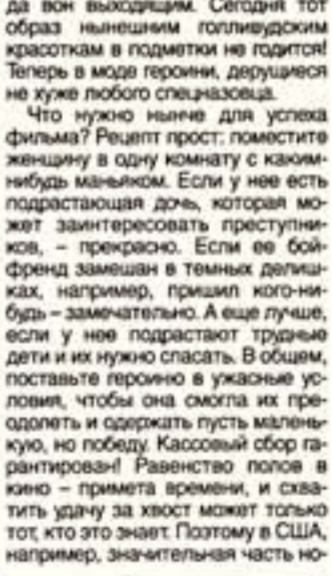 да вон выходящим. Сегодня тот
образ нынешним голливудским
красоткам в подметки не годится!
Теперь в моде героини, дерущиеся
не хуже любого спецназовца.
Что нужно нынче для успеха
фильма? Рецепт прост: поместите
женщину в одну комнату с каким-
нибудь маньяком. Если у нее есть
подрастающая дочь, которая мо-
жет заинтересовать преступни-
ков, – прекрасно. Если ее бой-
френд замешан в темных делиш-
ках, например, пришил кого-ни-
будь – замечательно. А еще лучше,
если у нее подрастают трудные
дети и их нужно спасать. В общем,
поставьте героиню в ужасные ус-
ловия, чтобы она смогла их пре-
одолеть и одержать пусть малень-
кую, но победу. Кассовый сбор га-
рантирован! Равенство полов в
кино – примета времени, и схва-
тить удачу за хвост может только
тот, кто это знает. Поэтому в США,
например, значительная часть но-